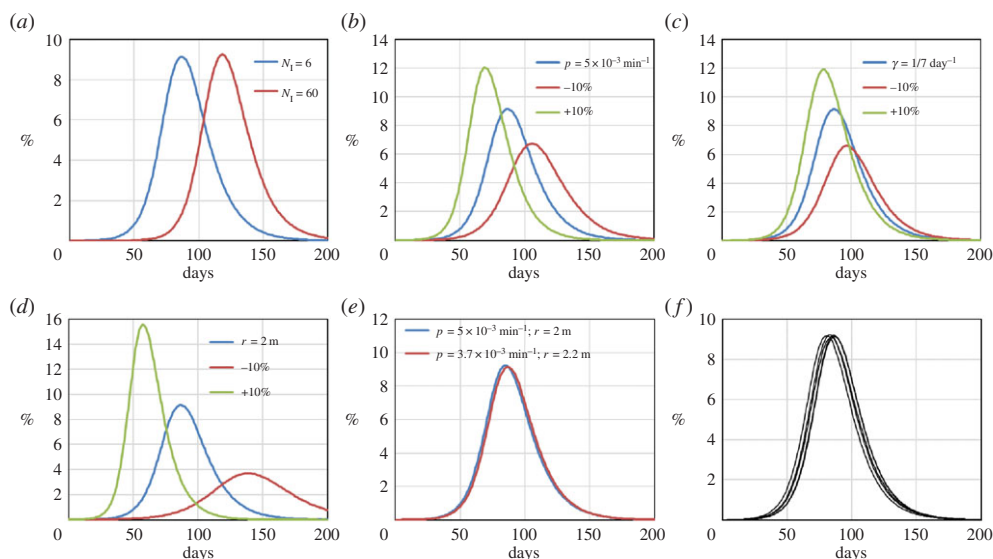 (a)
10
8
6
4
2
%
0 50 100 150 200
days
N_I = 6
N_I = 60
(b)
14
12
10
8
6
4
2
%
0 50 100 150 200
days
p = 5 × 10⁻³ min⁻¹
–10%
+10%
(c)
14
12
10
8
6
4
2
%
0 50 100 150 200
days
γ = 1/7 day⁻¹
–10%
+10%
(d)
16
14
12
10
8
6
4
2
%
0 50 100 150 200
days
r = 2 m
–10%
+10%
(e)
12
10
8
6
4
2
%
0 50 100 150 200
days
p = 5 × 10⁻³ min⁻¹; r = 2 m
p = 3.7 × 10⁻³ min⁻¹; r = 2.2 m
(f)
10
8
6
4
2
%
0 50 100 150 200
days